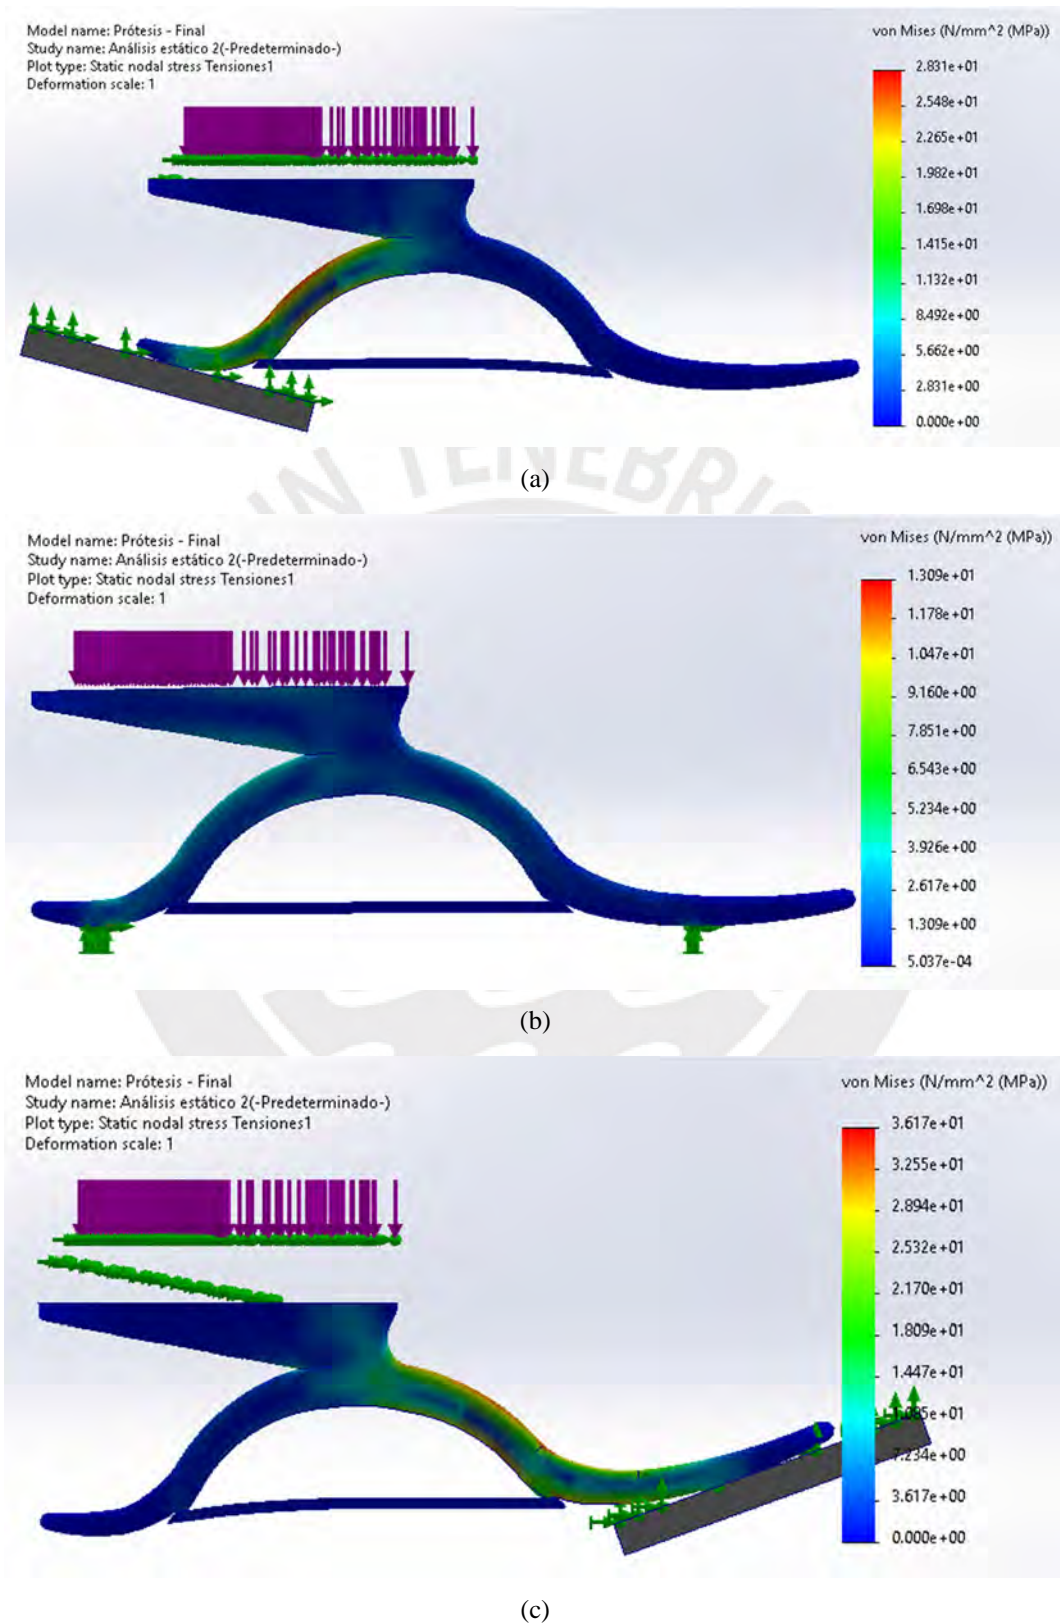 Model name: Prótesis - Final
Study name: Análisis estático 2(-Predeterminado-)
Plot type: Static nodal stress Tensiones1
Deformation scale: 1
von Mises (N/mm^2 (MPa))
2.831e+01
2.548e+01
2.265e+01
1.982e+01
1.698e+01
1.415e+01
1.132e+01
8.492e+00
5.662e+00
2.831e+00
0.000e+00
(a)
IN TENEBRIS
Model name: Prótesis - Final
Study name: Análisis estático 2(-Predeterminado-)
Plot type: Static nodal stress Tensiones1
Deformation scale: 1
von Mises (N/mm^2 (MPa))
1.309e+01
1.178e+01
1.047e+01
9.160e+00
7.851e+00
6.543e+00
5.234e+00
3.926e+00
2.617e+00
1.309e+00
5.037e-04
(b)
Model name: Prótesis - Final
Study name: Análisis estático 2(-Predeterminado-)
Plot type: Static nodal stress Tensiones1
Deformation scale: 1
von Mises (N/mm^2 (MPa))
3.617e+01
3.255e+01
2.894e+01
2.532e+01
2.170e+01
1.809e+01
1.447e+01
1.085e+01
7.234e+00
3.617e+00
0.000e+00
(c)